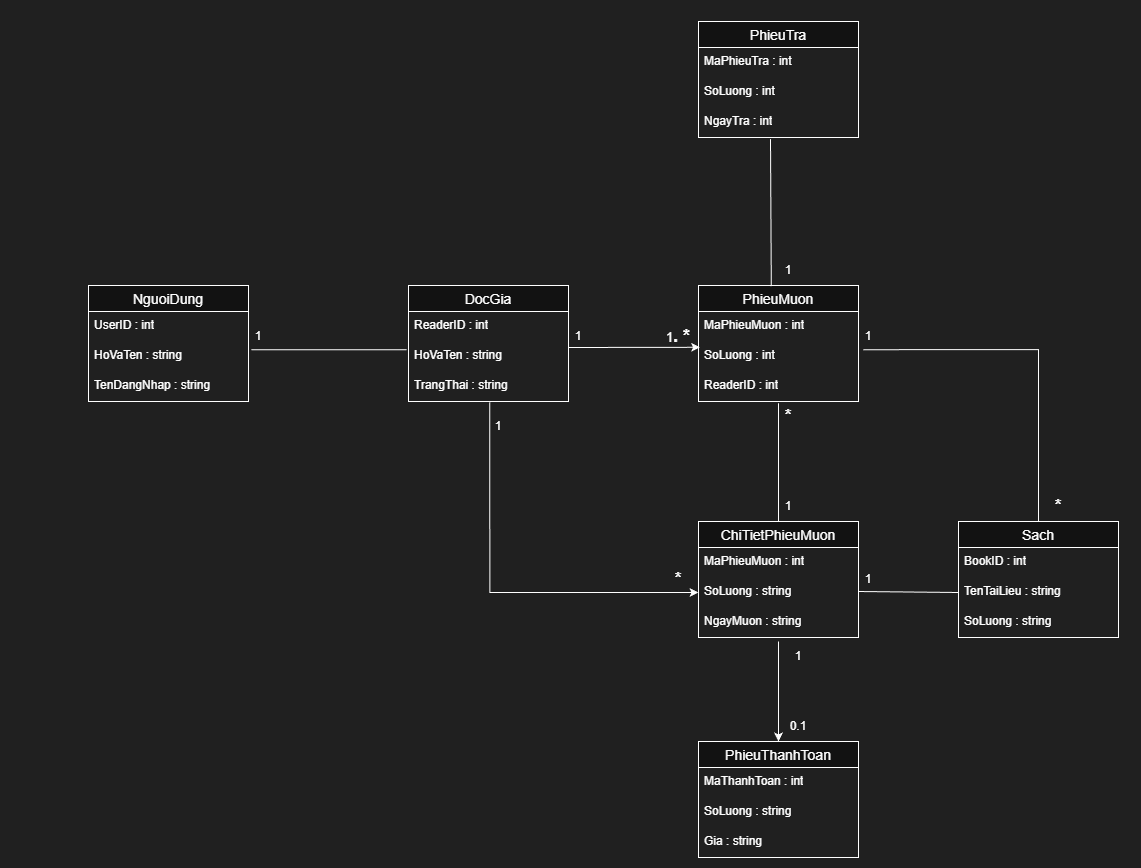 PhieuTra
MaPhieuTra : int
SoLuong : int
NgayTra : int
1
NguoiDung
UserID : int
HoVaTen : string
TenDangNhap : string
1
DocGia
ReaderID : int
HoVaTen : string
TrangThai : string
1
1. *
1
PhieuMuon
MaPhieuMuon : int
SoLuong : int
ReaderID : int
1
*
*
1
ChiTietPhieuMuon
MaPhieuMuon : int
SoLuong : string
NgayMuon : string
*
1
Sach
BookID : int
TenTaiLieu : string
SoLuong : string
1
0.1
PhieuThanhToan
MaThanhToan : int
SoLuong : string
Gia : string